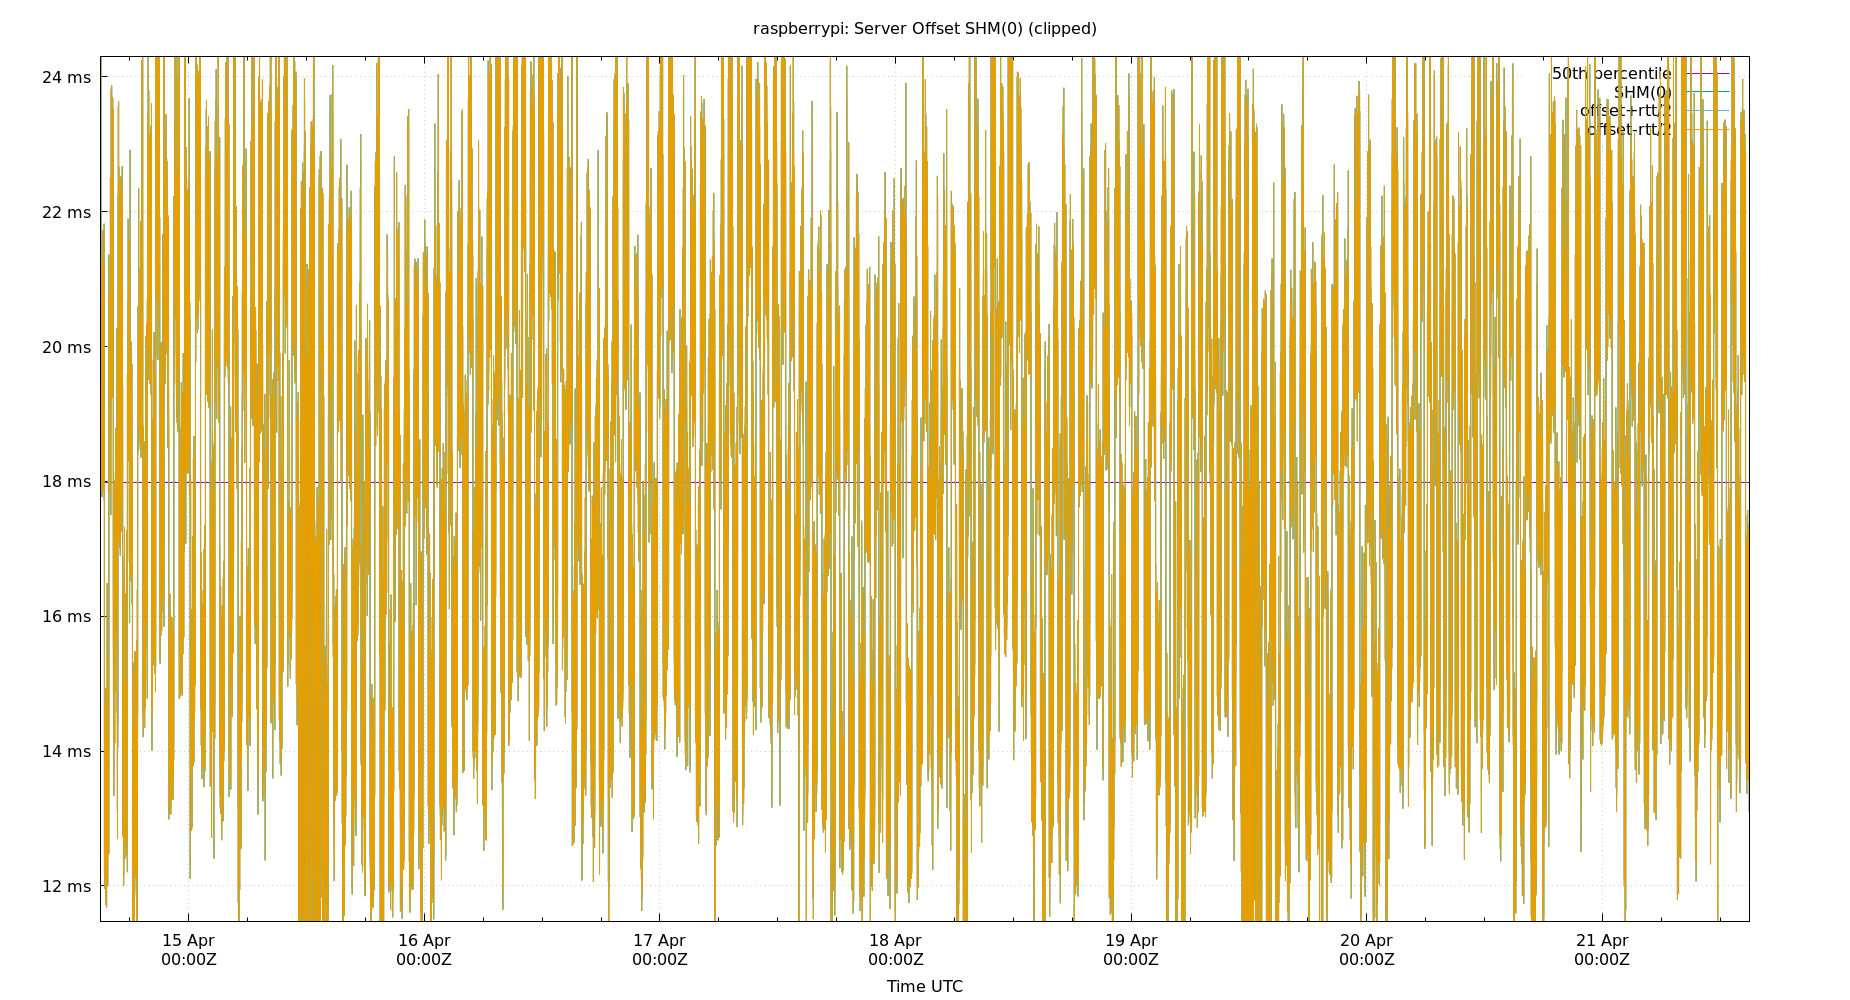 raspberrypi: Server Offset SHM(0) (clipped)
24 ms
22 ms
20 ms
18 ms
16 ms
14 ms
12 ms
50th percentile
SHM(0)
offset+rtt/2
offset-rtt/2
15 Apr
00:00Z
16 Apr
00:00Z
17 Apr
00:00Z
18 Apr
00:00Z
19 Apr
00:00Z
20 Apr
00:00Z
21 Apr
00:00Z
Time UTC